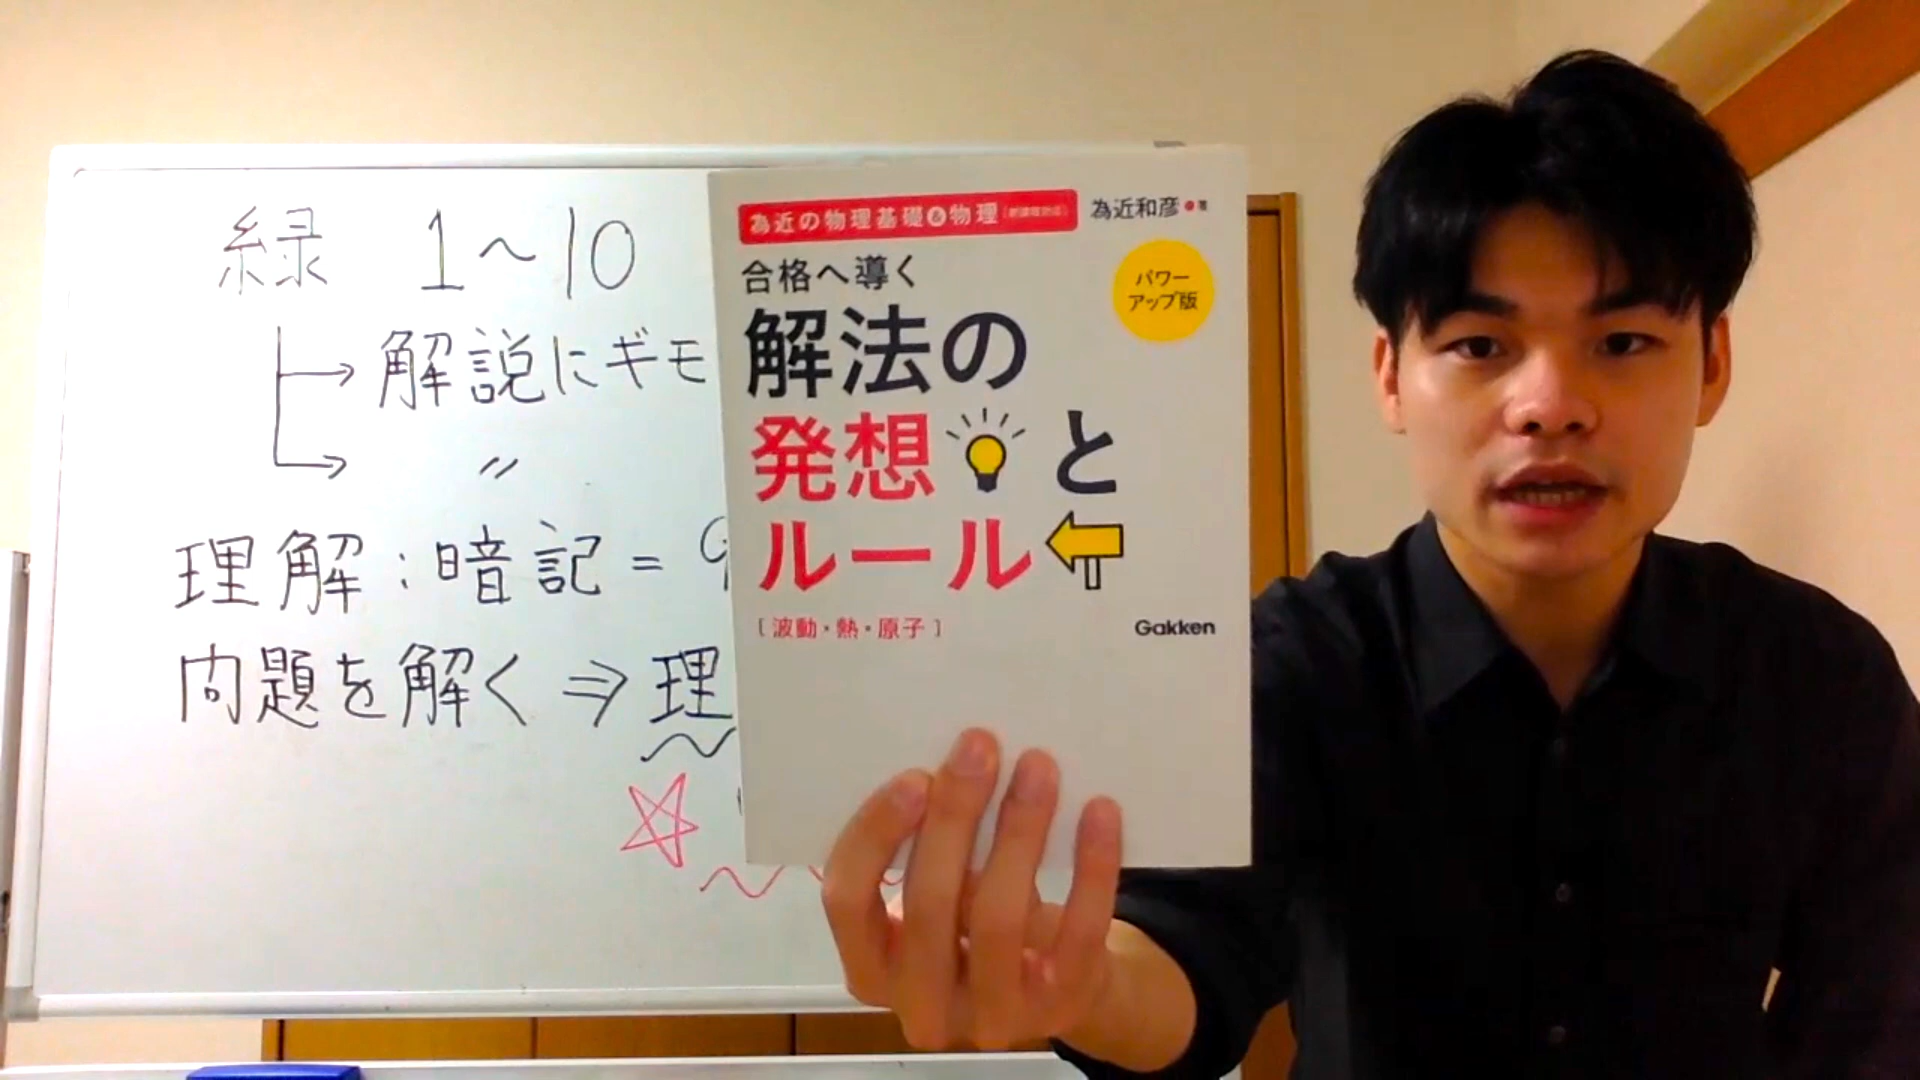 緑 1～10
→解説にギモ
→ 〃
理解:暗記=9
問題を解く⇒理
為近の物理基礎&物理
為近和彦●著
パワー
アップ版
合格へ導く
解法の
発想と
ルール
[波動・熱・原子]
Gakken